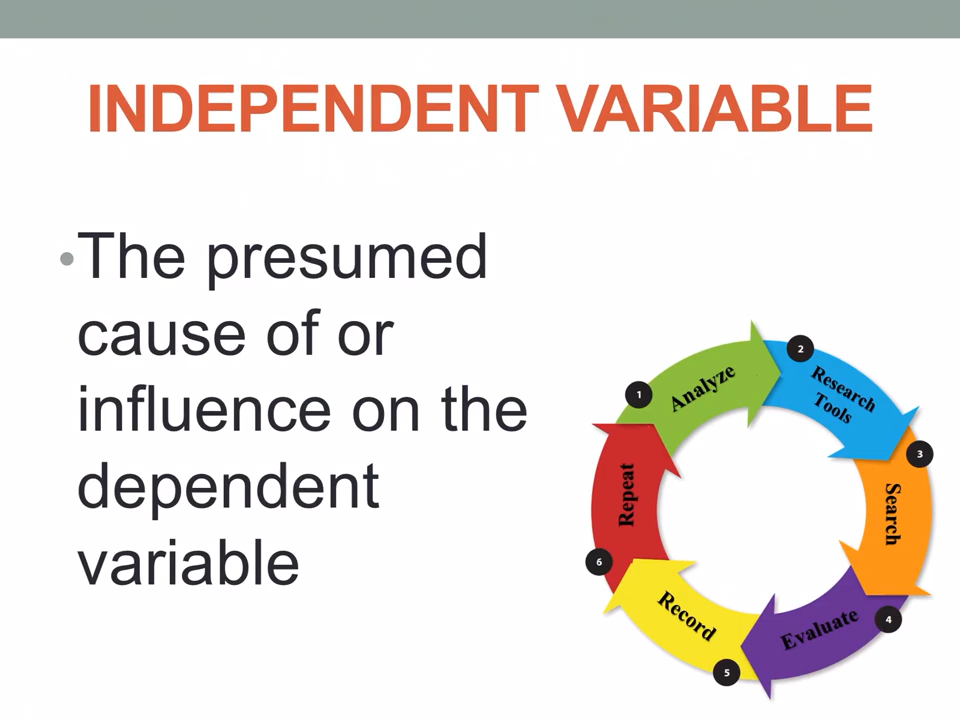 INDEPENDENT VARIABLE
•The presumed
cause of or
influence on the
dependent
variable
1
Analyze
2
Research
Tools
3
Search
4
Evaluate
5
Record
6
Repeat